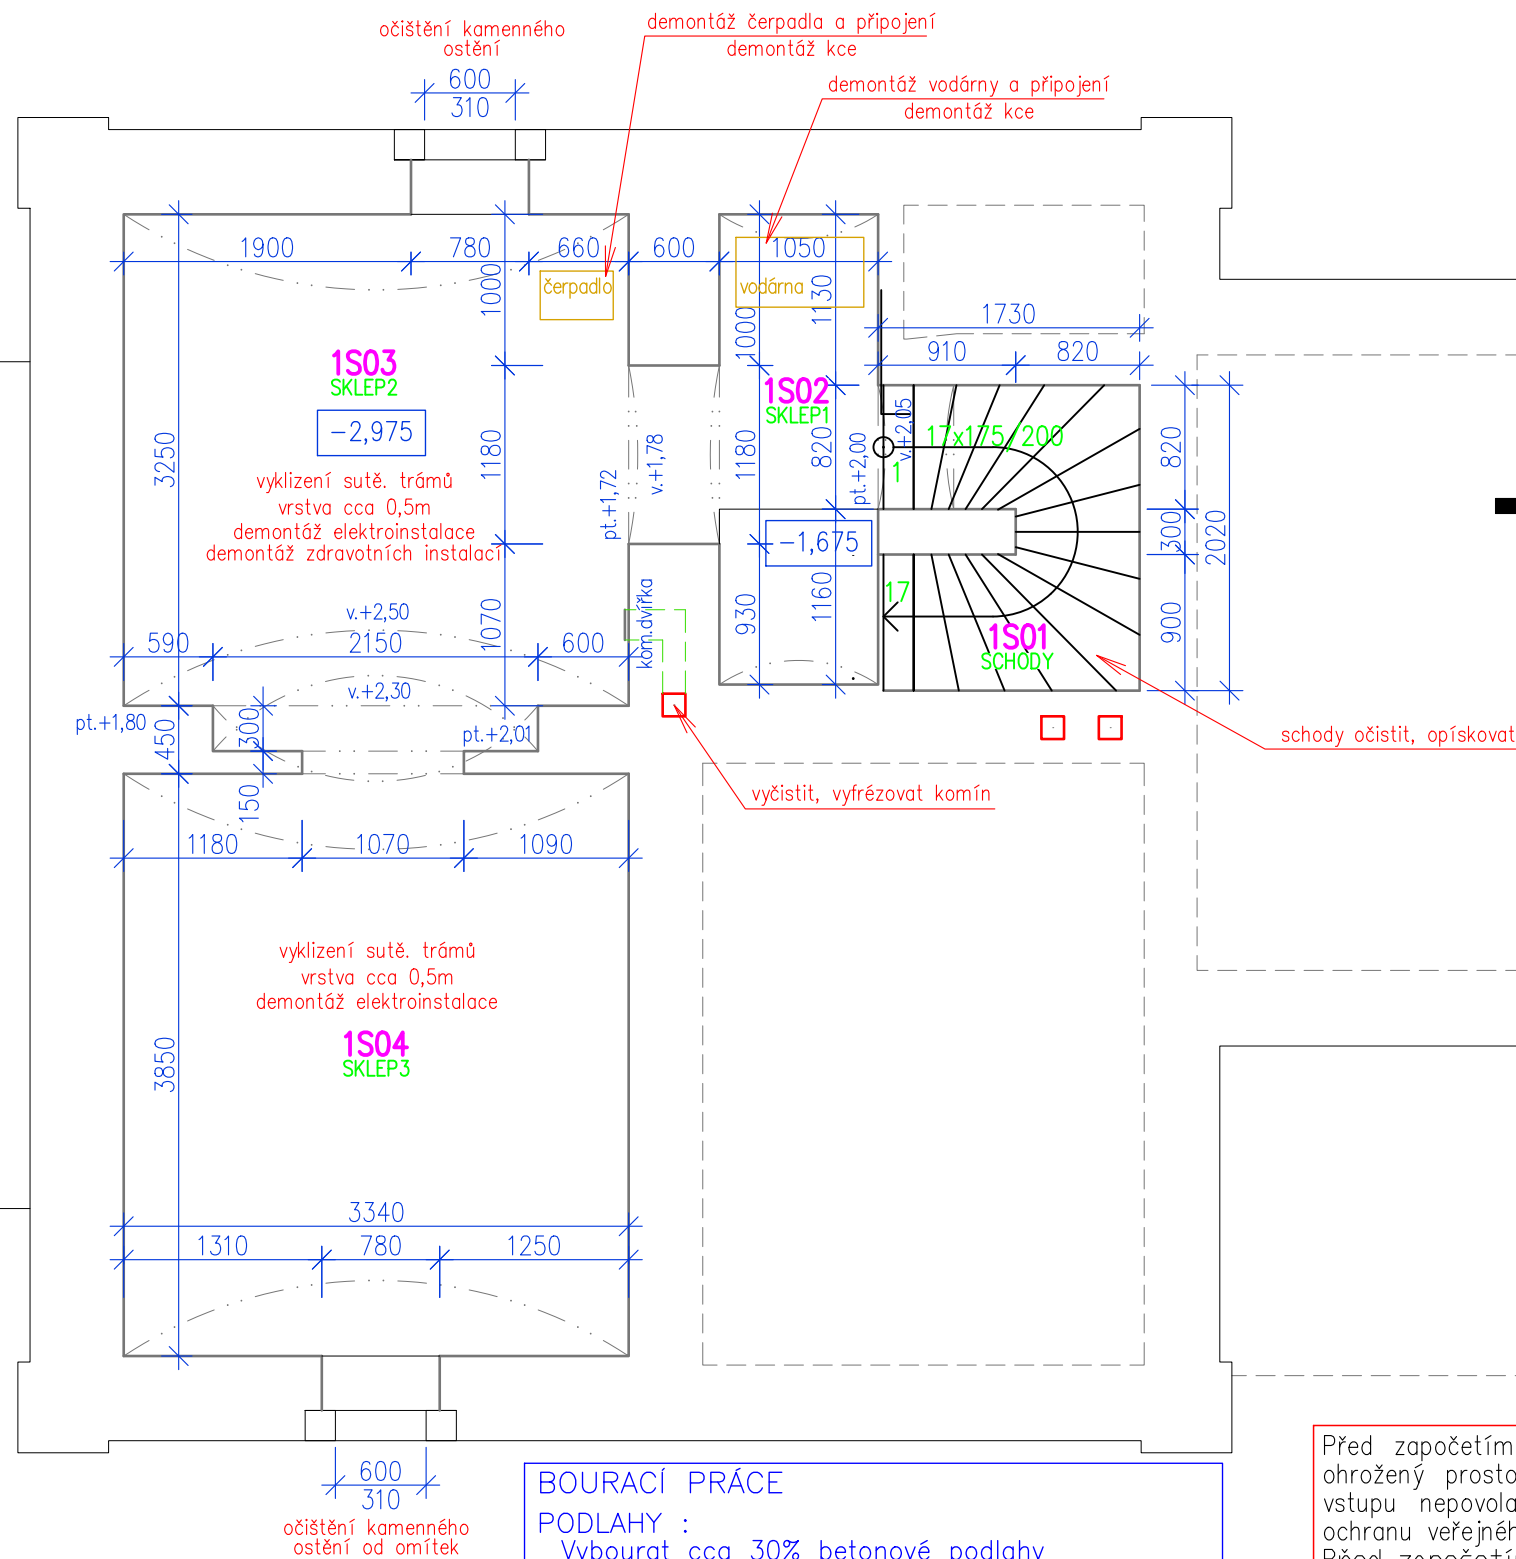 očištění kamenného
ostění
600
310
demontáž čerpadla a připojení
demontáž kce
demontáž vodárny a připojení
demontáž kce
1900
780
660
600
1050
čerpadlo
vodárna
1000
1000
1130
1730
910
820
1S03
SKLEP2
-2,975
1S02
SKLEP1
3250
1180
1180
820
pt.+1,72
v.+1,78
pt.+2,00
v.+2,05
17x175/200
1
820
300
2020
900
vyklizení sutě. trámů
vrstva cca 0,5m
demontáž elektroinstalace
demontáž zdravotních instalací
-1,675
17
1S01
SCHODY
v.+2,50
590
2150
600
1070
kom.dvířka
930
1160
v.+2,30
pt.+1,80
pt.+2,01
450
300
150
schody očistit, opískovat
vyčistit, vyfrézovat komín
1180
1070
1090
vyklizení sutě. trámů
vrstva cca 0,5m
demontáž elektroinstalace
1S04
SKLEP3
3850
3340
1310
780
1250
600
310
očištění kamenného
ostění od omítek
BOURACÍ PRÁCE
PODLAHY :
Vybourat cca 30% betonové podlahy
Před započetím
ohrožený prosto
vstupu nepovola
ochranu veřejnéh
Před započetím